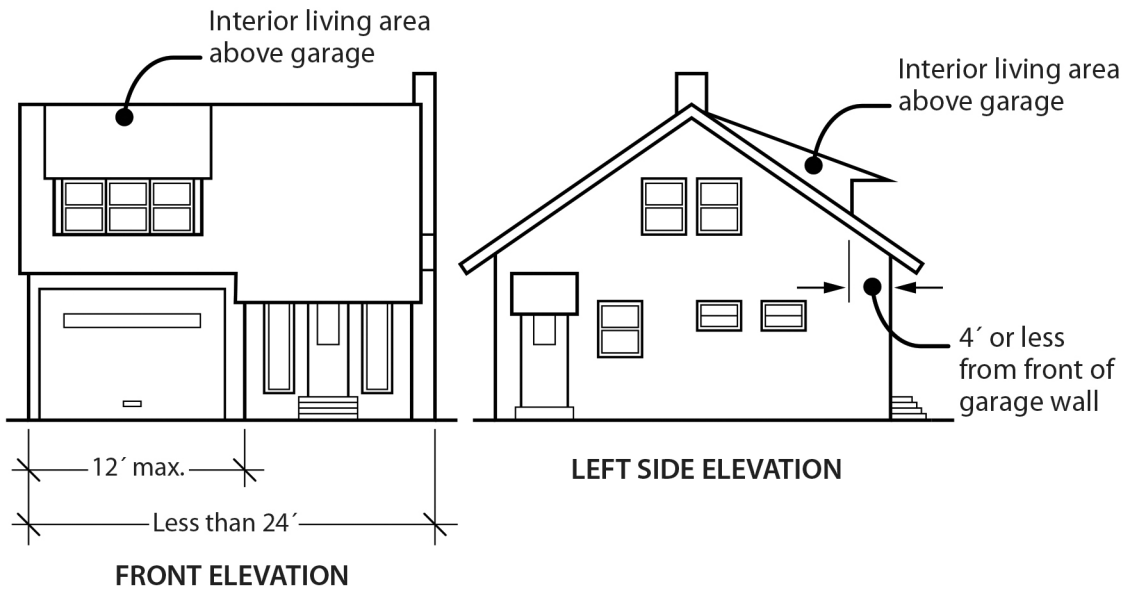 Interior living area
above garage
Interior living area
above garage
4´ or less
from front of
garage wall
12´ max.
LEFT SIDE ELEVATION
Less than 24´
FRONT ELEVATION